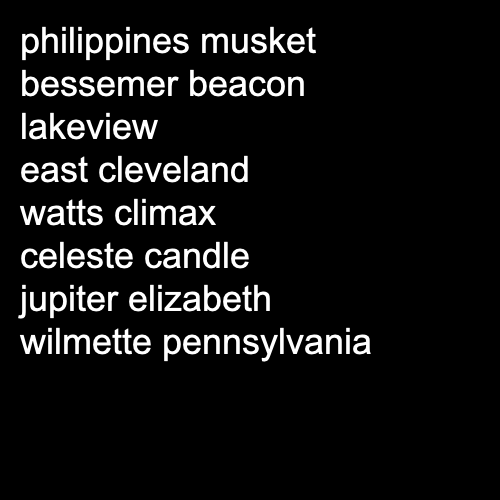 philippines musket
bessemer beacon
lakeview
east cleveland
watts climax
celeste candle
jupiter elizabeth
wilmette pennsylvania